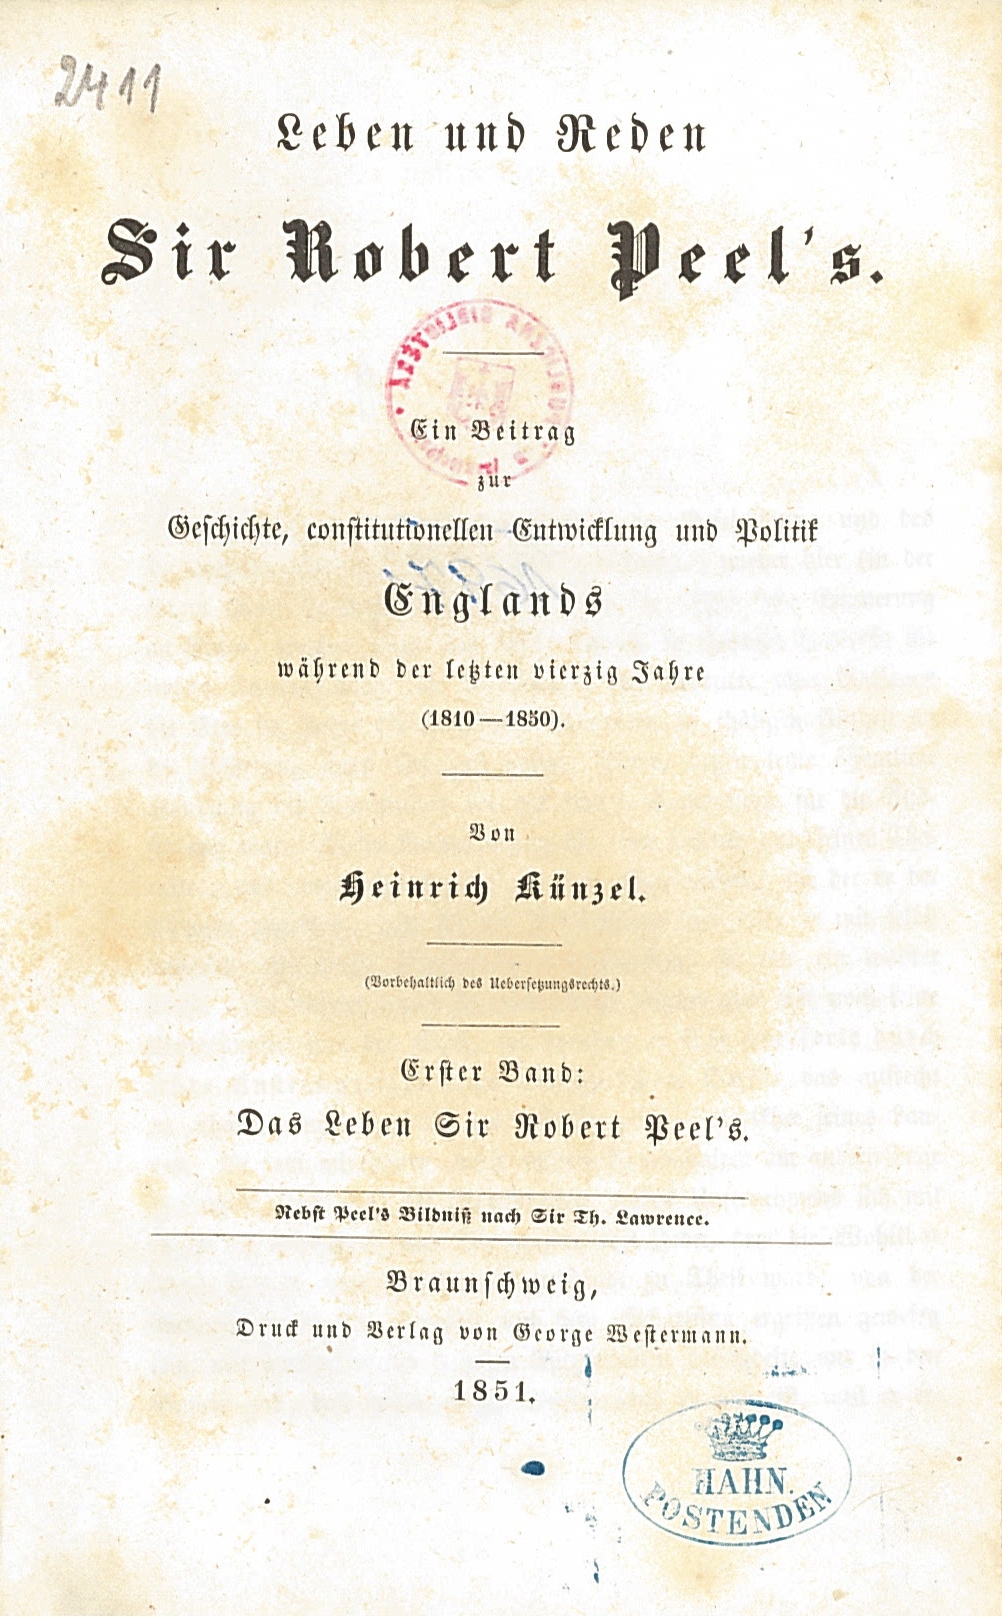 2411
Leben und Reden
Sir Robert Peel's.
Ein Beitrag
zur
Geschichte, constitutionellen Entwicklung und Politik
Englands
während der letzten vierzig Jahre
(1810—1850).
Von
Heinrich Künzel.
(Vorbehaltlich des Uebersetzungsrechts.)
Erster Band:
Das Leben Sir Robert Peel's.
Nebst Peel's Bildniß nach Sir Th. Lawrence.
Braunschweig,
Druck und Verlag von George Westermann.
1851.
HAHN.
POSTENDEN